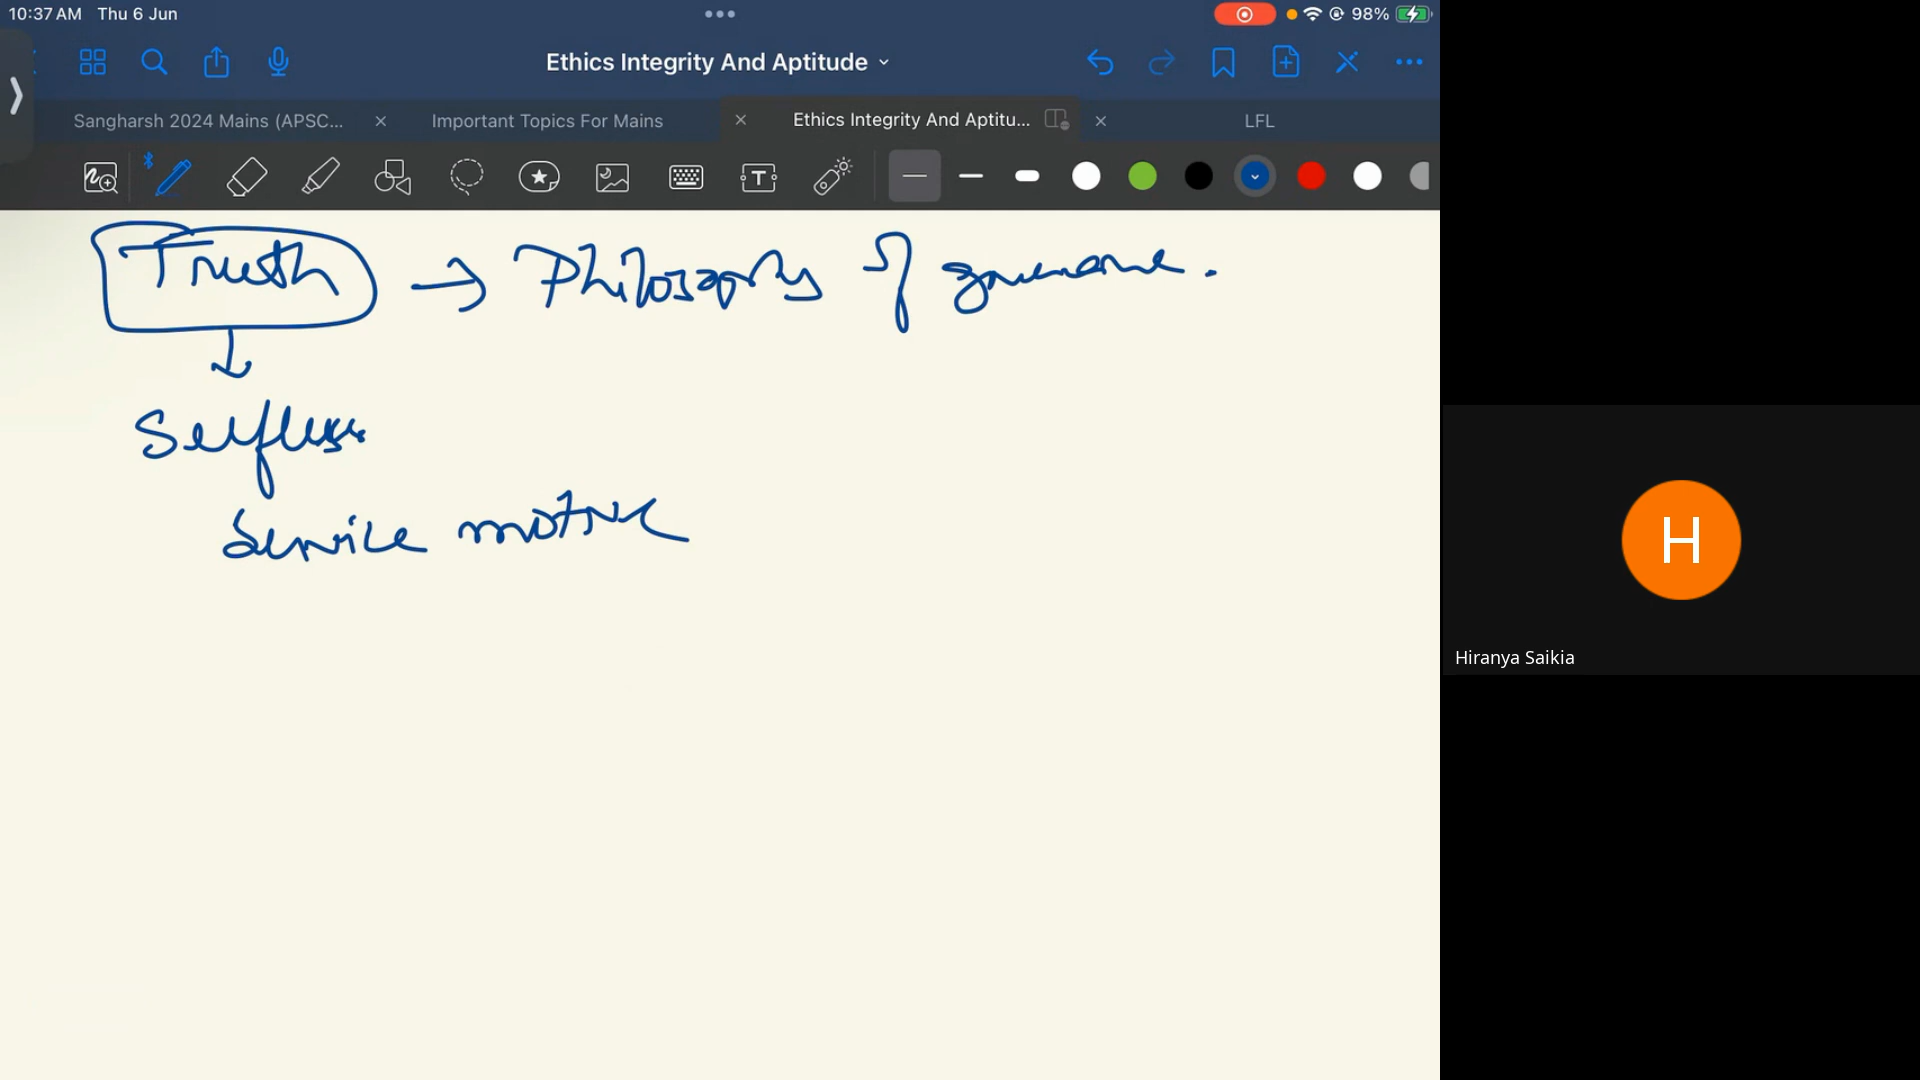 10:37 AM Thu 6 Jun
98%
Ethics Integrity And Aptitude
Sangharsh 2024 Mains (APSC...
Important Topics For Mains
Ethics Integrity And Aptitu...
LFL
T
Truth → Philosophy of governance.
Selfless
Service motive
H
Hiranya Saikia